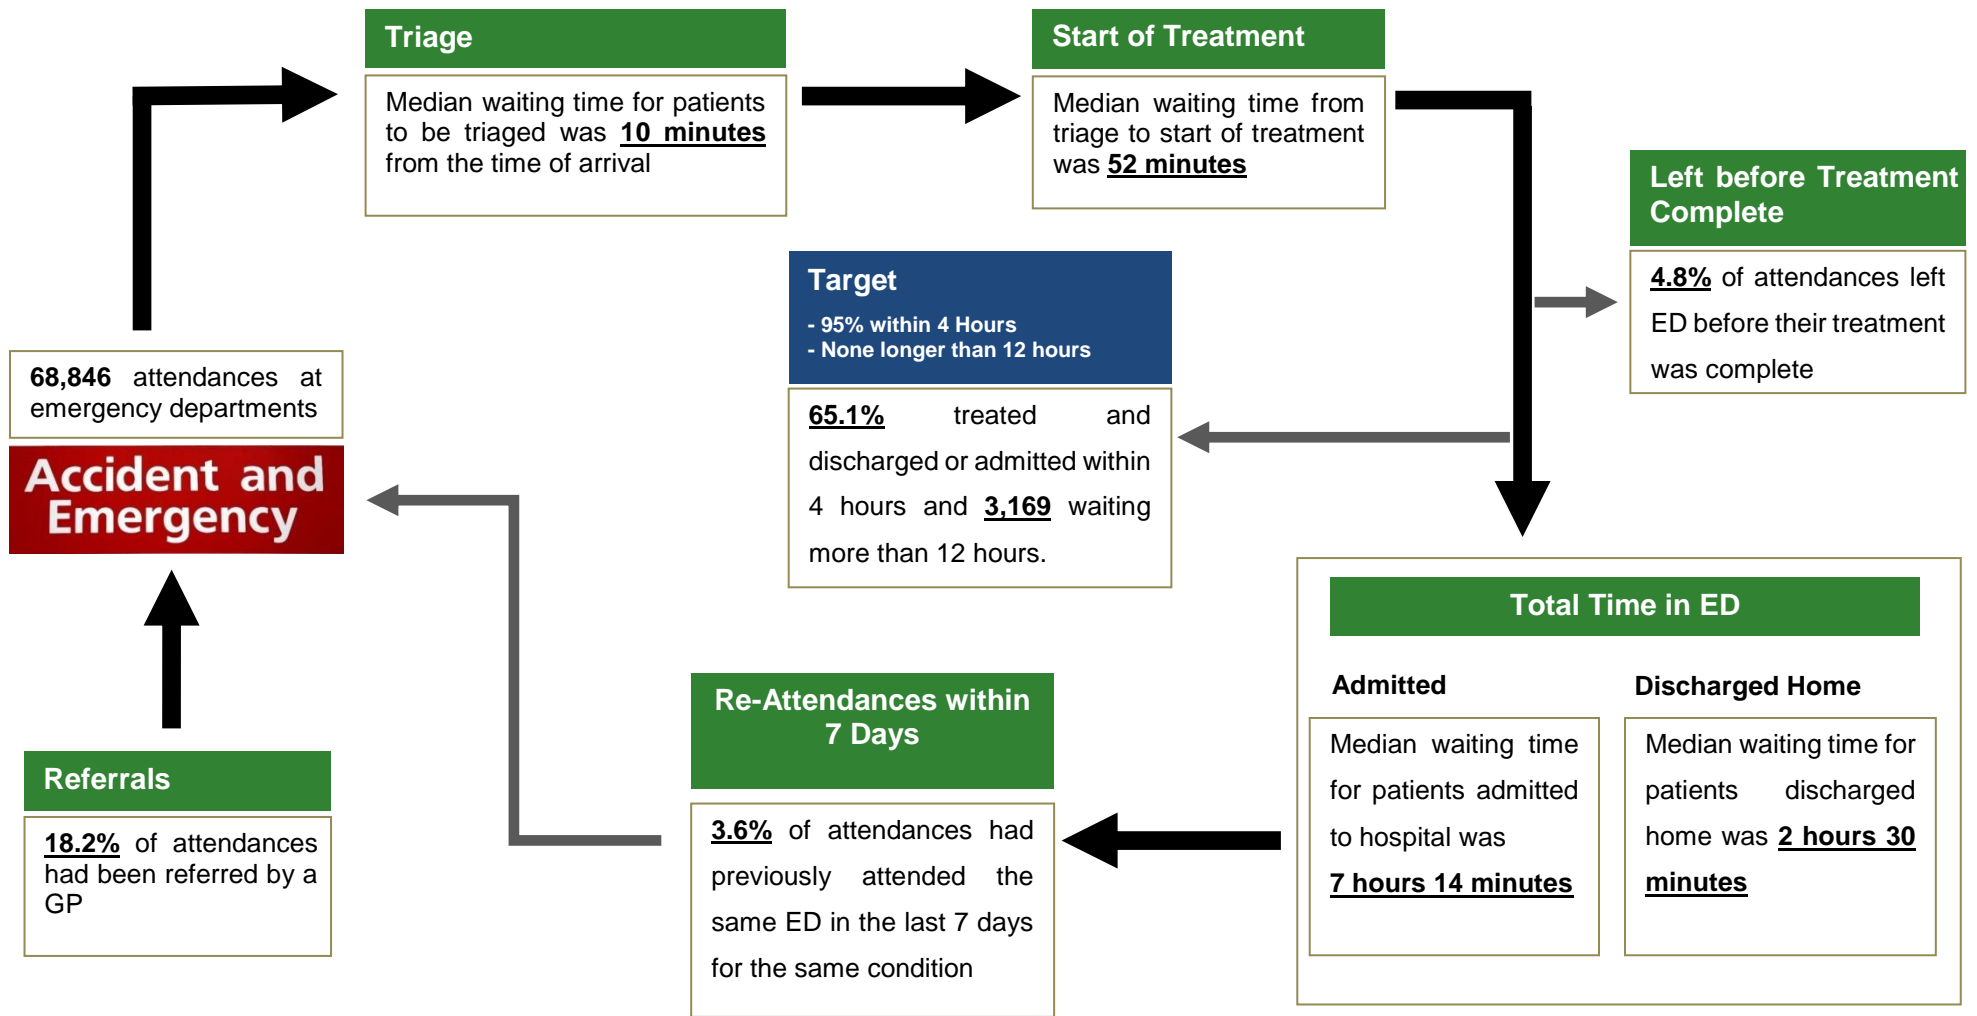 Triage
Median waiting time for patients
to be triaged was 10 minutes
from the time of arrival
Start of Treatment
Median waiting time from
triage to start of treatment
was 52 minutes
Left before Treatment
Complete
4.8% of attendances left
ED before their treatment
was complete
Target
- 95% within 4 Hours
- None longer than 12 hours
65.1% treated and
discharged or admitted within
4 hours and 3,169 waiting
more than 12 hours.
68,846 attendances at
emergency departments
Accident and
Emergency
Total Time in ED
Admitted
Median waiting time
for patients admitted
to hospital was
7 hours 14 minutes
Discharged Home
Median waiting time for
patients discharged
home was 2 hours 30
minutes
Re-Attendances within
7 Days
3.6% of attendances had
previously attended the
same ED in the last 7 days
for the same condition
Referrals
18.2% of attendances
had been referred by a
GP